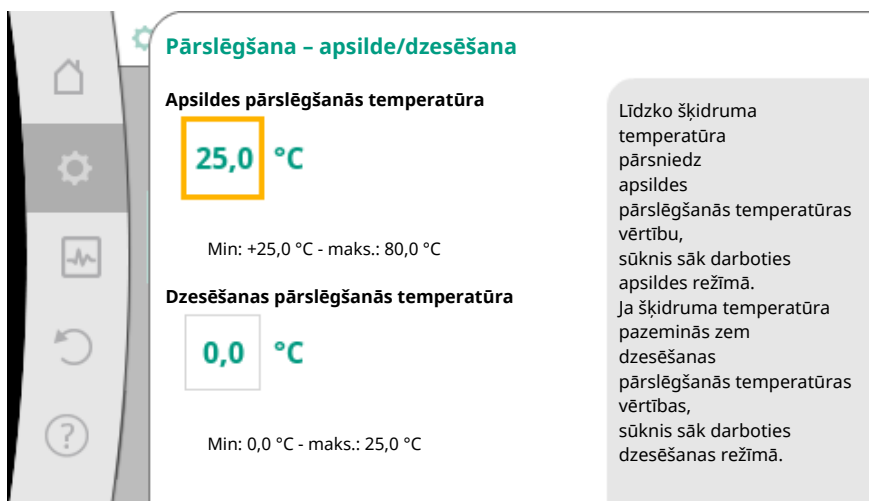 Pārslēgšana – apsilde/dzesēšana
Apsildes pārslēgšanās temperatūra
25,0 °C
Min: +25,0 °C - maks.: 80,0 °C
Dzesēšanas pārslēgšanās temperatūra
0,0 °C
Min: 0,0 °C - maks.: 25,0 °C
Līdzko šķidruma
temperatūra
pārsniedz
apsildes
pārslēgšanās temperatūras
vērtību,
sūknis sāk darboties
apsildes režīmā.
Ja šķidruma temperatūra
pazeminās zem
dzesēšanas
pārslēgšanās temperatūras
vērtības,
sūknis sāk darboties
dzesēšanas režīmā.
?